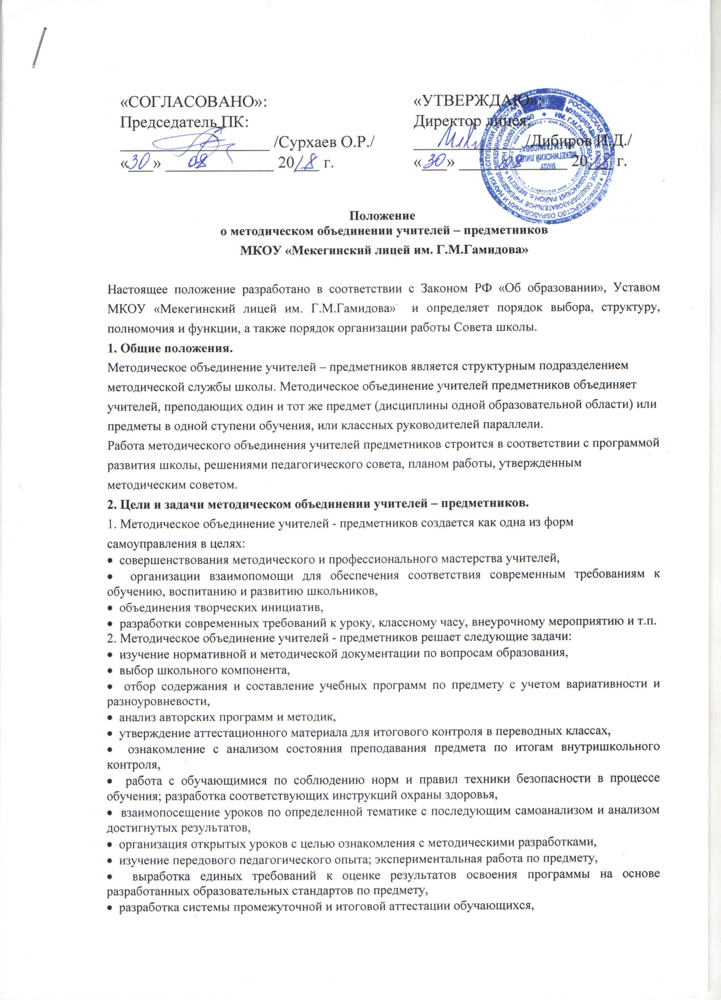 «СОГЛАСОВАНО»:
Председатель ПК:
/Сурхаев О.Р./
«30» 08 2018 г.
«УТВЕРЖДАЮ»:
Директор лицея:
/Дибиров И.Д./
«30» 08 2018 г.
Положение
о методическом объединении учителей – предметников
МКОУ «Мекегинский лицей им. Г.М.Гамидова»
Настоящее положение разработано в соответствии с Законом РФ «Об образовании», Уставом
МКОУ «Мекегинский лицей им. Г.М.Гамидова» и определяет порядок выбора, структуру,
полномочия и функции, а также порядок организации работы Совета школы.
1. Общие положения.
Методическое объединение учителей – предметников является структурным подразделением
методической службы школы. Методическое объединение учителей предметников объединяет
учителей, преподающих один и тот же предмет (дисциплины одной образовательной области) или
предметы в одной ступени обучения, или классных руководителей параллели.
Работа методического объединения учителей предметников строится в соответствии с программой
развития школы, решениями педагогического совета, планом работы, утвержденным
методическим советом.
2. Цели и задачи методическом объединении учителей – предметников.
1. Методическое объединение учителей - предметников создается как одна из форм
самоуправления в целях:
• совершенствования методического и профессионального мастерства учителей,
• организации взаимопомощи для обеспечения соответствия современным требованиям к
обучению, воспитанию и развитию школьников,
• объединения творческих инициатив,
• разработки современных требований к уроку, классному часу, внеурочному мероприятию и т.п.
2. Методическое объединение учителей - предметников решает следующие задачи:
• изучение нормативной и методической документации по вопросам образования,
• выбор школьного компонента,
• отбор содержания и составление учебных программ по предмету с учетом вариативности и
разноуровневости,
• анализ авторских программ и методик,
• утверждение аттестационного материала для итогового контроля в переводных классах,
• ознакомление с анализом состояния преподавания предмета по итогам внутришкольного
контроля,
• работа с обучающимися по соблюдению норм и правил техники безопасности в процессе
обучения; разработка соответствующих инструкций охраны здоровья,
• взаимопосещение уроков по определенной тематике с последующим самоанализом и анализом
достигнутых результатов,
• организация открытых уроков с целью ознакомления с методическими разработками,
• изучение передового педагогического опыта; экспериментальная работа по предмету,
• выработка единых требований к оценке результатов освоения программы на основе
разработанных образовательных стандартов по предмету,
• разработка системы промежуточной и итоговой аттестации обучающихся,